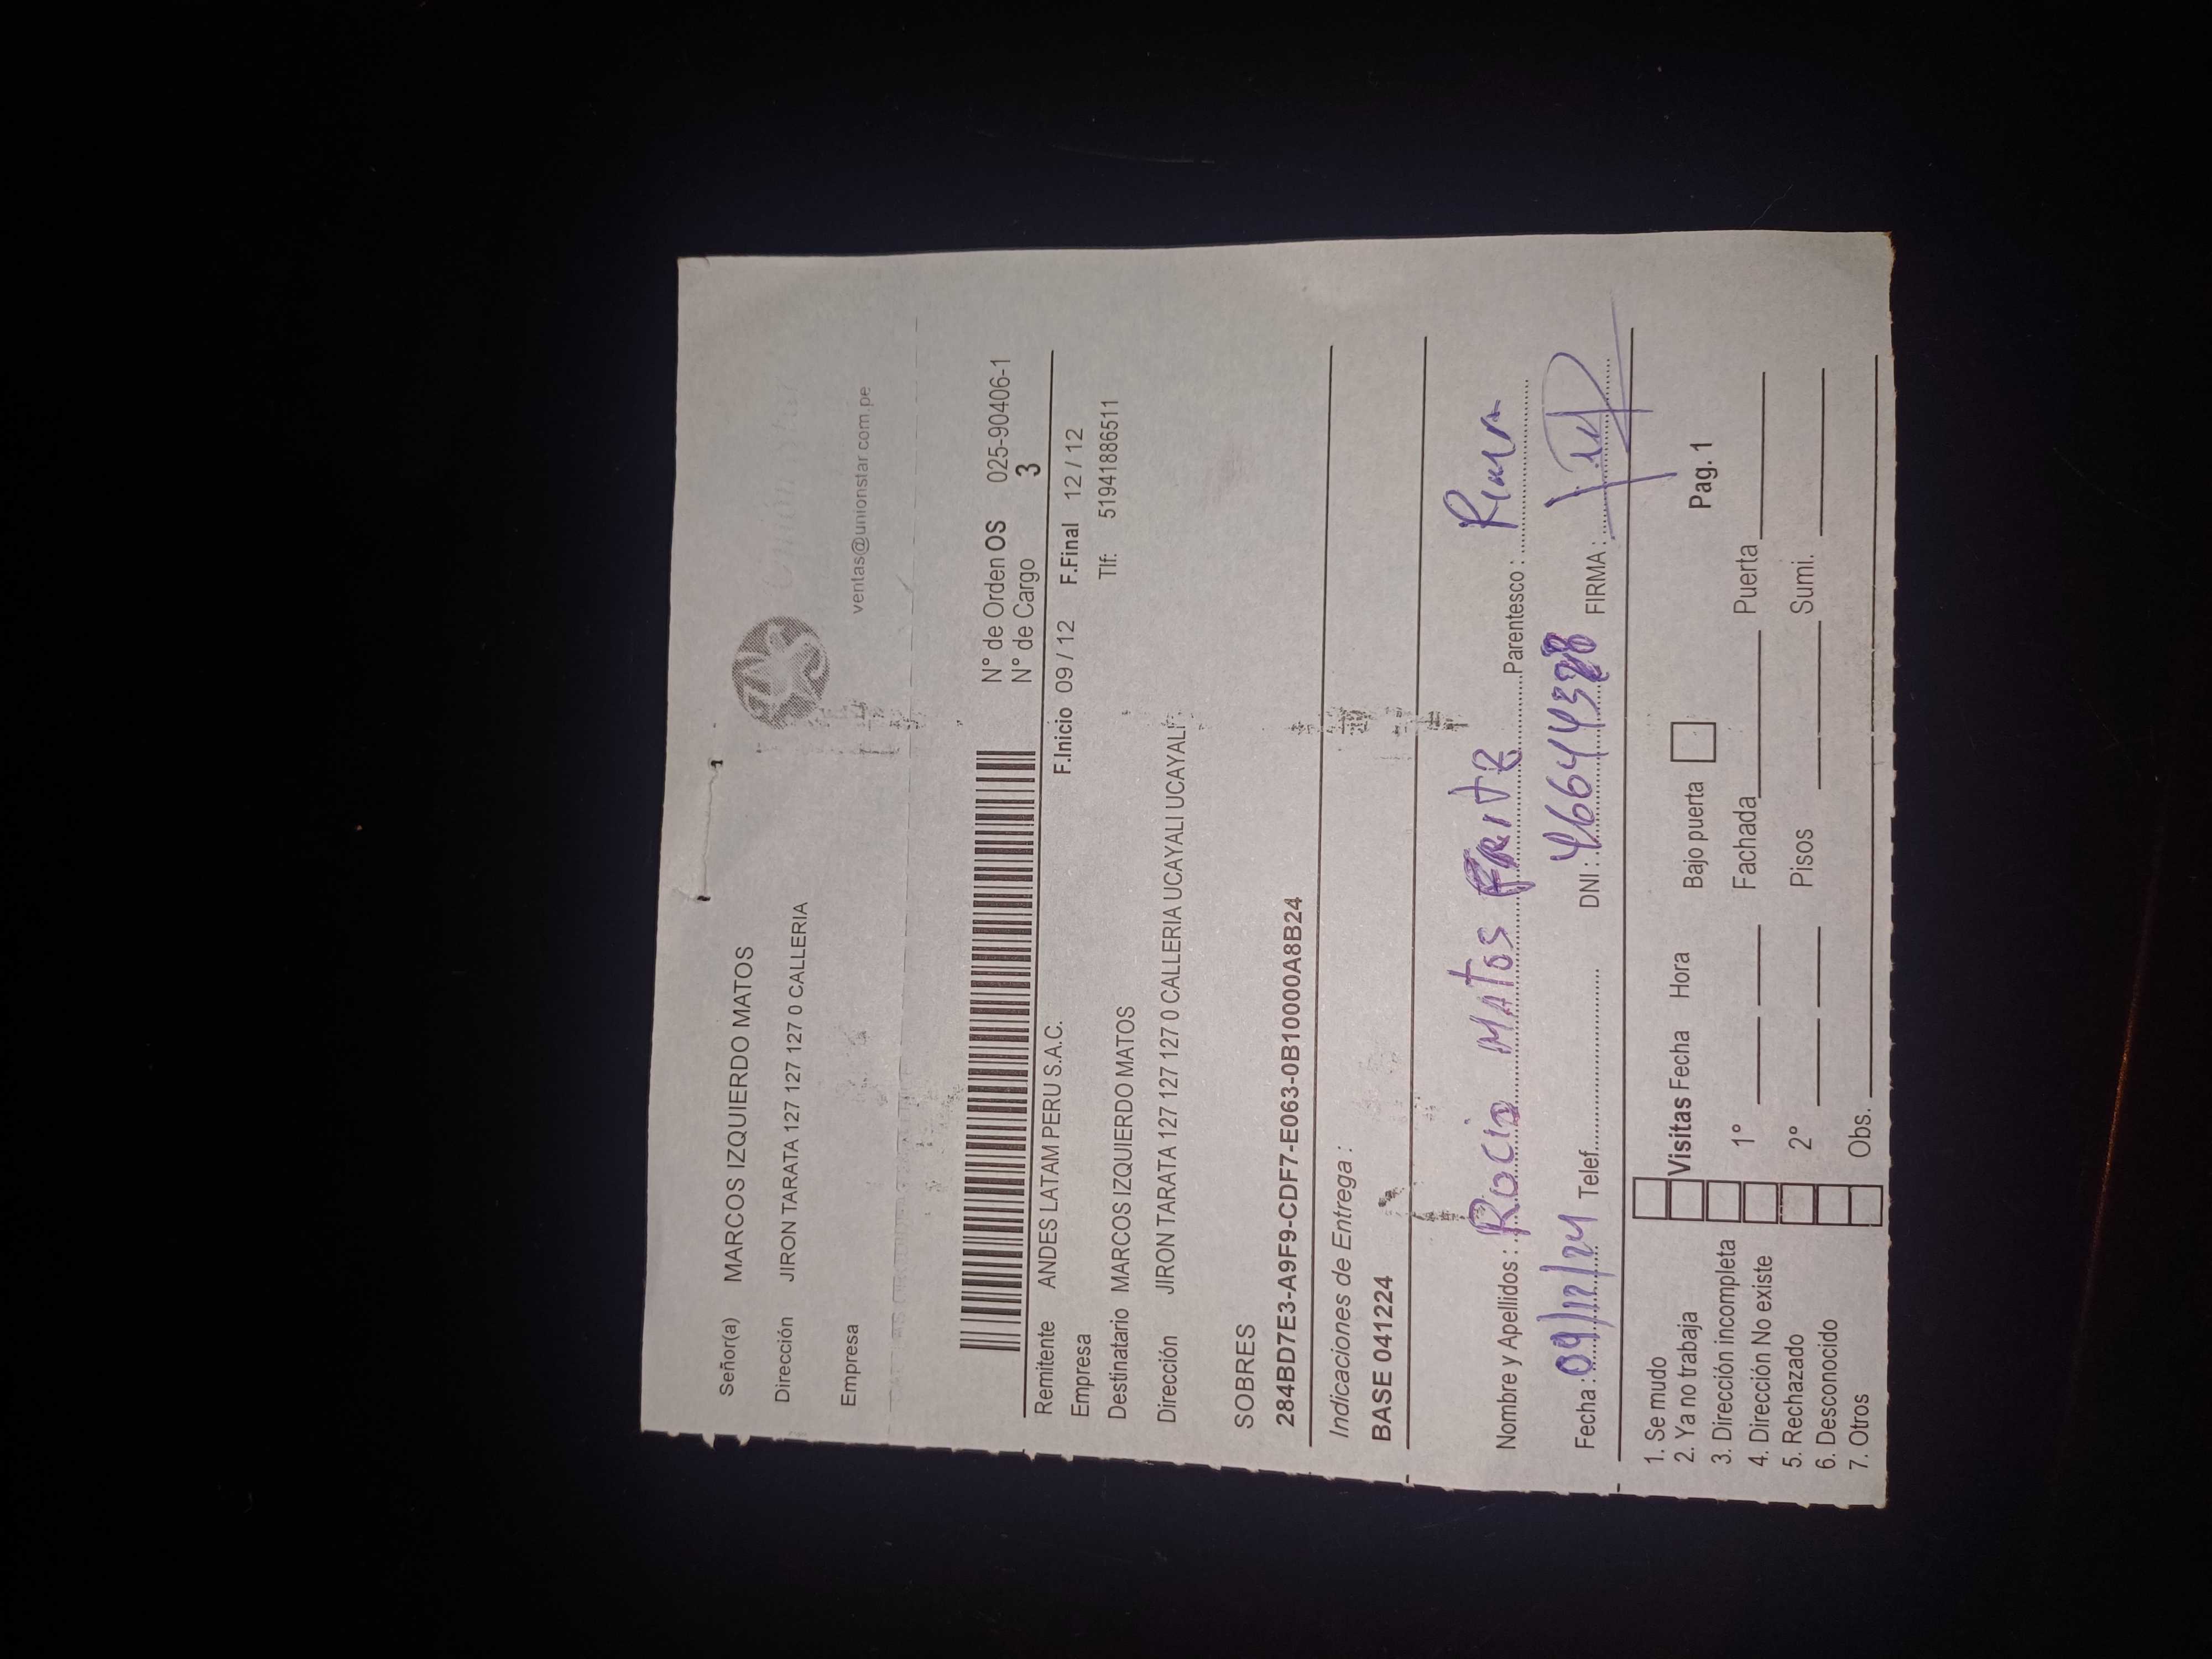 Señor(a) MARCOS IZQUIERDO MATOS
Dirección JIRON TARATA 127 127 127 0 CALLERIA
Empresa
ventas@unionstar.com.pe
N° de Orden OS 025-90406-1
N° de Cargo 3
Remitente ANDES LATAM PERU S.A.C. F.Inicio 09 / 12 F.Final 12 / 12
Empresa Tlf: 51941886511
Destinatario MARCOS IZQUIERDO MATOS
Dirección JIRON TARATA 127 127 127 0 CALLERIA UCAYALI UCAYALI
SOBRES
284BD7E3-A9F9-CDF7-E063-0B10000A8B24
Indicaciones de Entrega :
BASE 041224
Nombre y Apellidos : Rocio Matos Parentesco :
Fecha : 09/12/24 Telef. DNI : FIRMA :
1. Se mudo
2. Ya no trabaja Visitas Fecha Hora Bajo puerta Pag. 1
3. Dirección incompleta 1° Fachada Puerta
4. Dirección No existe
5. Rechazado 2° Pisos Sumi.
6. Desconocido
7. Otros Obs.